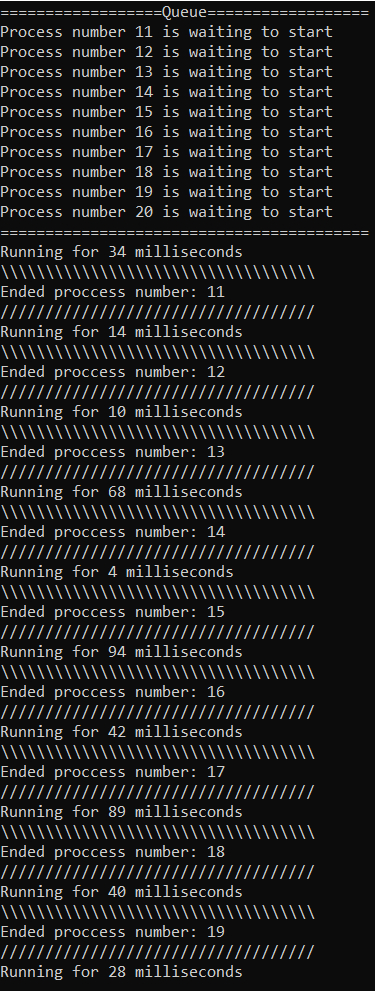 ==================Queue==================
Process number 11 is waiting to start
Process number 12 is waiting to start
Process number 13 is waiting to start
Process number 14 is waiting to start
Process number 15 is waiting to start
Process number 16 is waiting to start
Process number 17 is waiting to start
Process number 18 is waiting to start
Process number 19 is waiting to start
Process number 20 is waiting to start
=========================================
Running for 34 milliseconds
\\\\\\\\\\\\\\\\\\\\\\\\\\\\\\\\\\\
Ended proccess number: 11
///////////////////////////////////
Running for 14 milliseconds
\\\\\\\\\\\\\\\\\\\\\\\\\\\\\\\\\\\
Ended proccess number: 12
///////////////////////////////////
Running for 10 milliseconds
\\\\\\\\\\\\\\\\\\\\\\\\\\\\\\\\\\\
Ended proccess number: 13
///////////////////////////////////
Running for 68 milliseconds
\\\\\\\\\\\\\\\\\\\\\\\\\\\\\\\\\\\
Ended proccess number: 14
///////////////////////////////////
Running for 4 milliseconds
\\\\\\\\\\\\\\\\\\\\\\\\\\\\\\\\\\\
Ended proccess number: 15
///////////////////////////////////
Running for 94 milliseconds
\\\\\\\\\\\\\\\\\\\\\\\\\\\\\\\\\\\
Ended proccess number: 16
///////////////////////////////////
Running for 42 milliseconds
\\\\\\\\\\\\\\\\\\\\\\\\\\\\\\\\\\\
Ended proccess number: 17
///////////////////////////////////
Running for 89 milliseconds
\\\\\\\\\\\\\\\\\\\\\\\\\\\\\\\\\\\
Ended proccess number: 18
///////////////////////////////////
Running for 40 milliseconds
\\\\\\\\\\\\\\\\\\\\\\\\\\\\\\\\\\\
Ended proccess number: 19
///////////////////////////////////
Running for 28 milliseconds